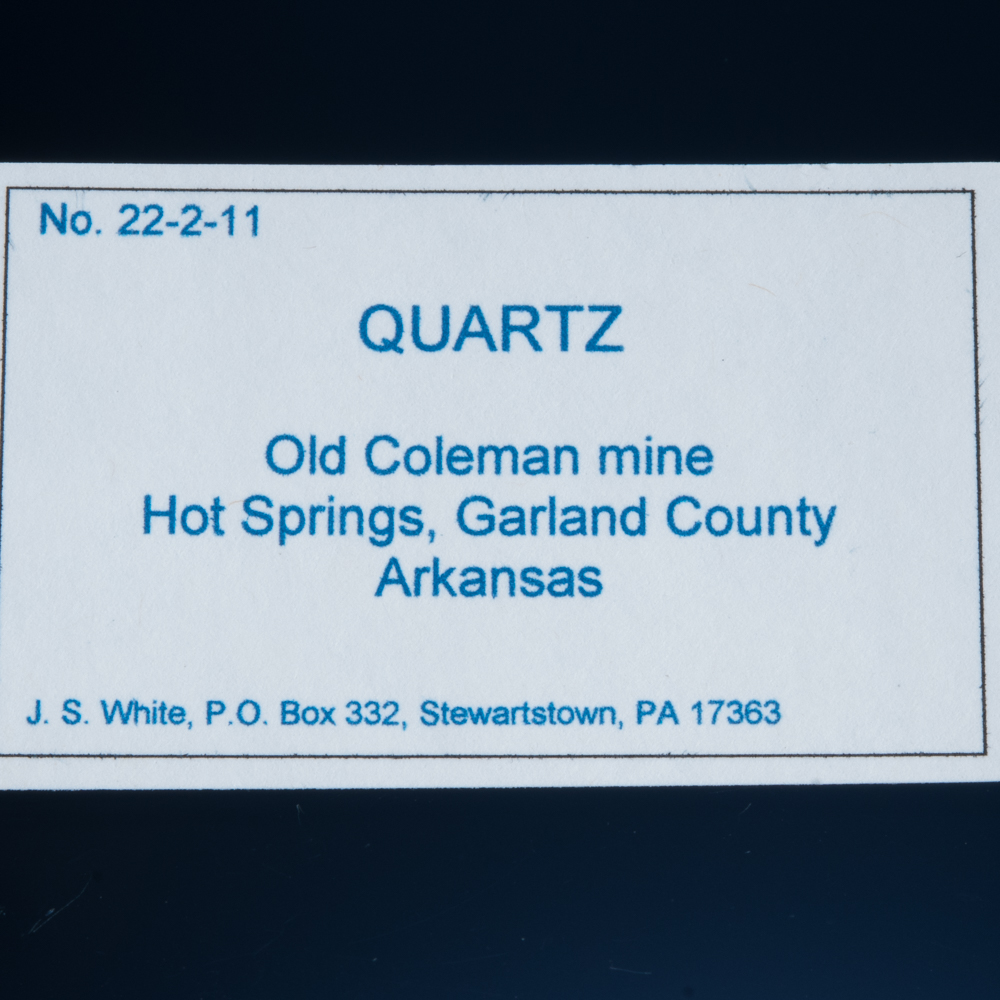 No. 22-2-11
QUARTZ
Old Coleman mine
Hot Springs, Garland County
Arkansas
J. S. White, P.O. Box 332, Stewartstown, PA 17363